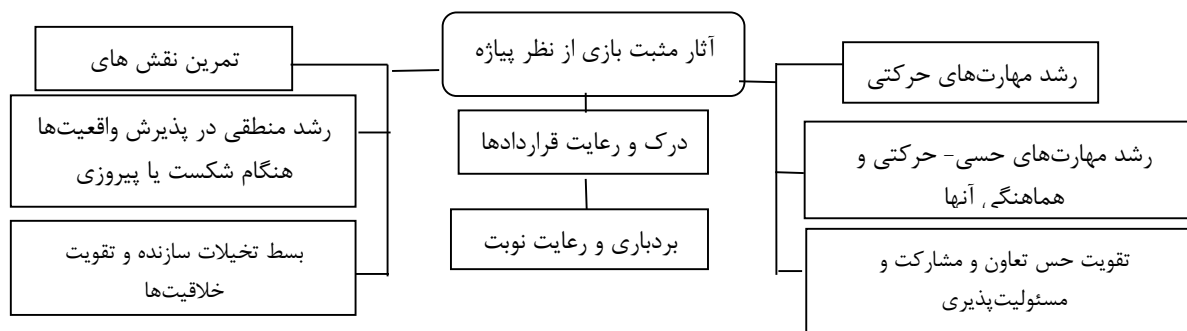 آثار مثبت بازی از نظر پیاژه
رشد مهارت‌های حرکتی
رشد مهارت‌های حسی- حرکتی و
هماهنگی آنها
تقویت حس تعاون و مشارکت و
مسئولیت‌پذیری
درک و رعایت قراردادها
بردباری و رعایت نوبت
تمرین نقش های
رشد منطقی در پذیرش واقعیت‌ها
هنگام شکست یا پیروزی
بسط تخیلات سازنده و تقویت
خلاقیت‌ها